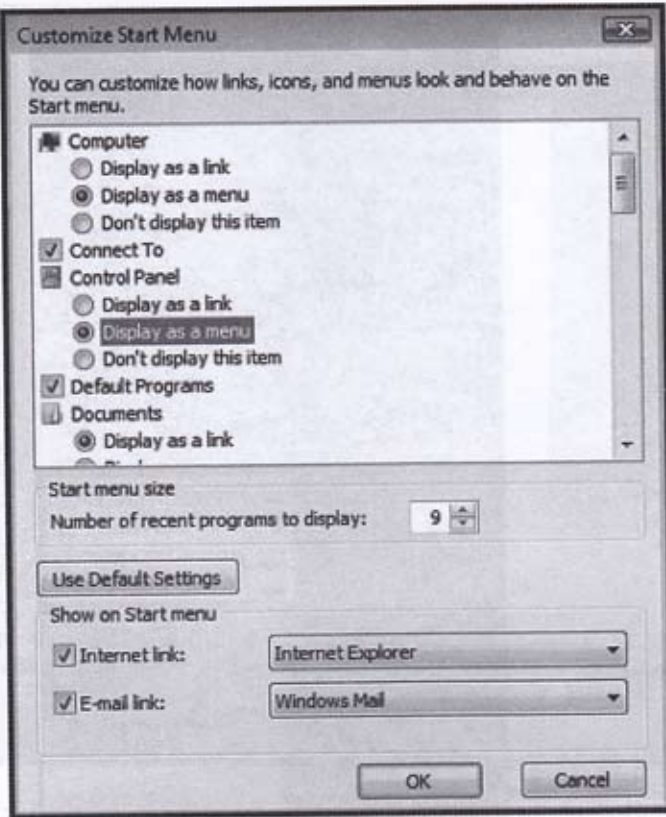 Customize Start Menu
You can customize how links, icons, and menus look and behave on the
Start menu.
Computer
Display as a link
Display as a menu
Don't display this item
Connect To
Control Panel
Display as a link
Display as a menu
Don't display this item
Default Programs
Documents
Display as a link
Start menu size
Number of recent programs to display: 9
Use Default Settings
Show on Start menu
Internet link: Internet Explorer
E-mail link: Windows Mail
OK Cancel